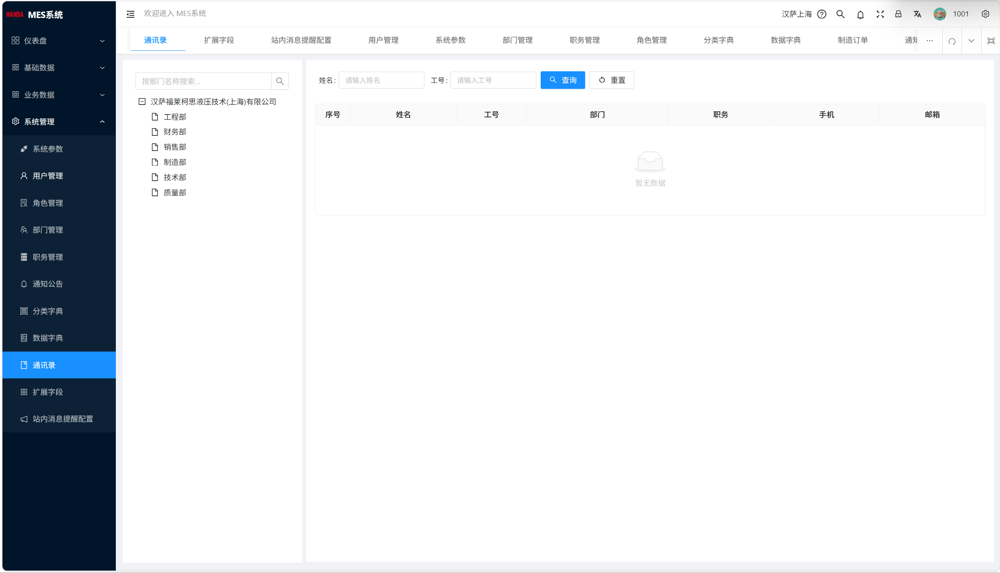 HANSA MES系统
仪表盘
基础数据
业务数据
系统管理
系统参数
用户管理
角色管理
部门管理
职务管理
通知公告
分类字典
数据字典
通讯录
扩展字段
站内消息提醒配置
欢迎进入 MES系统
汉萨上海
1001
通讯录 扩展字段 站内消息提醒配置 用户管理 系统参数 部门管理 职务管理 角色管理 分类字典 数据字典 制造订单 通知 ···
按部门名称搜索...
汉萨福莱柯思液压技术(上海)有限公司
工程部
财务部
销售部
制造部
技术部
质量部
姓名: 请输入姓名 工号: 请输入工号 查询 重置
序号 姓名 工号 部门 职务 手机 邮箱
暂无数据